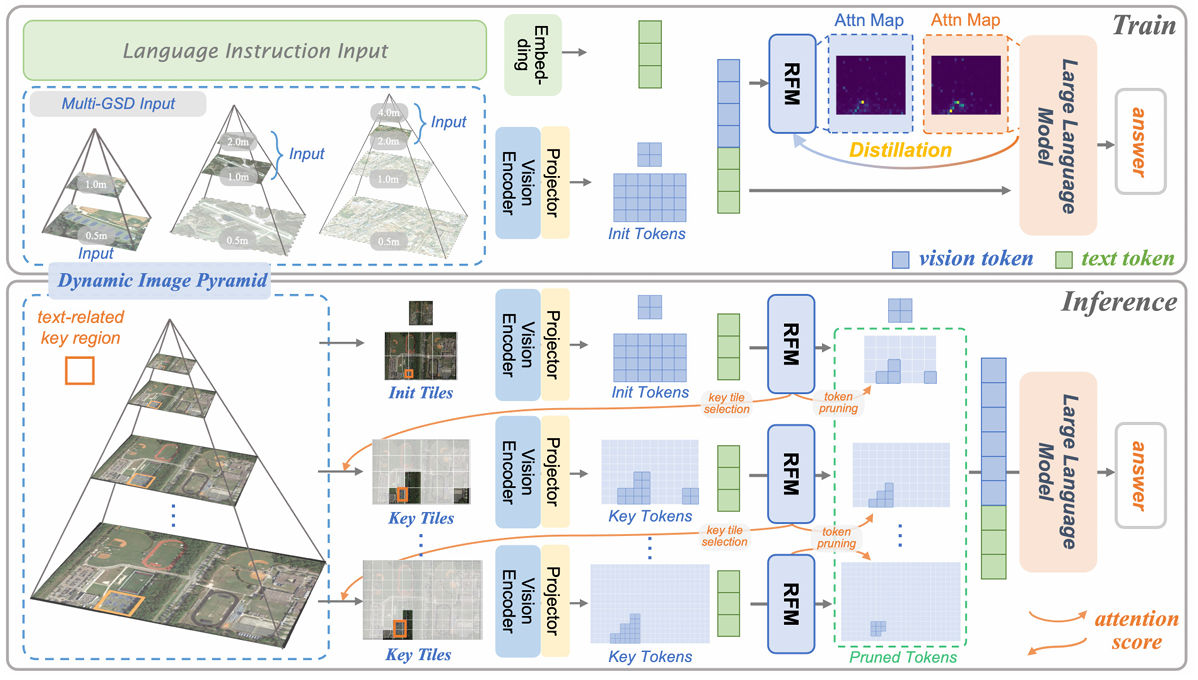 Train
Language Instruction Input
Embed-
ding
Multi-GSD Input
1.0m
0.5m
Input
2.0m
1.0m
0.5m
Input
4.0m
2.0m
1.0m
0.5m
Input
Vision
Encoder
Projector
Init Tokens
RFM
Attn Map
Attn Map
Distillation
Large Language
Model
answer
vision token
text token
Dynamic Image Pyramid
Inference
text-related
key region
Init Tiles
Vision
Encoder
Projector
Init Tokens
RFM
key tile
selection
token
pruning
Key Tiles
Vision
Encoder
Projector
Key Tokens
RFM
key tile
selection
token
pruning
Key Tiles
Vision
Encoder
Projector
Key Tokens
RFM
Pruned Tokens
Large Language
Model
answer
attention
score